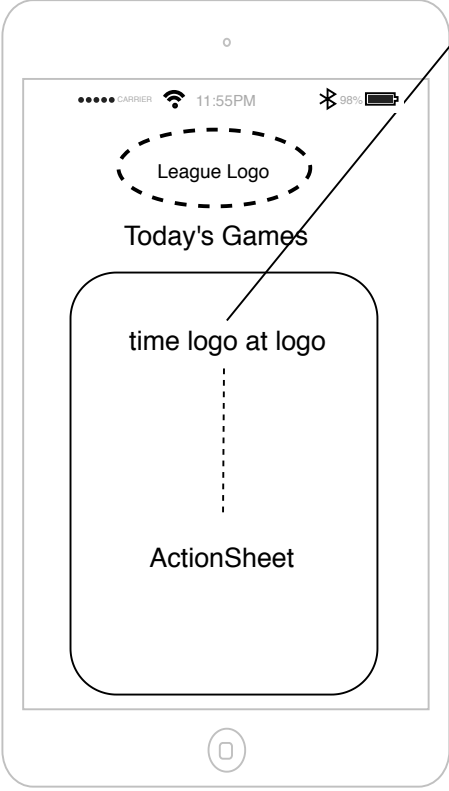 CARRIER 11:55PM 98%
League Logo
Today's Games
time logo at logo
ActionSheet